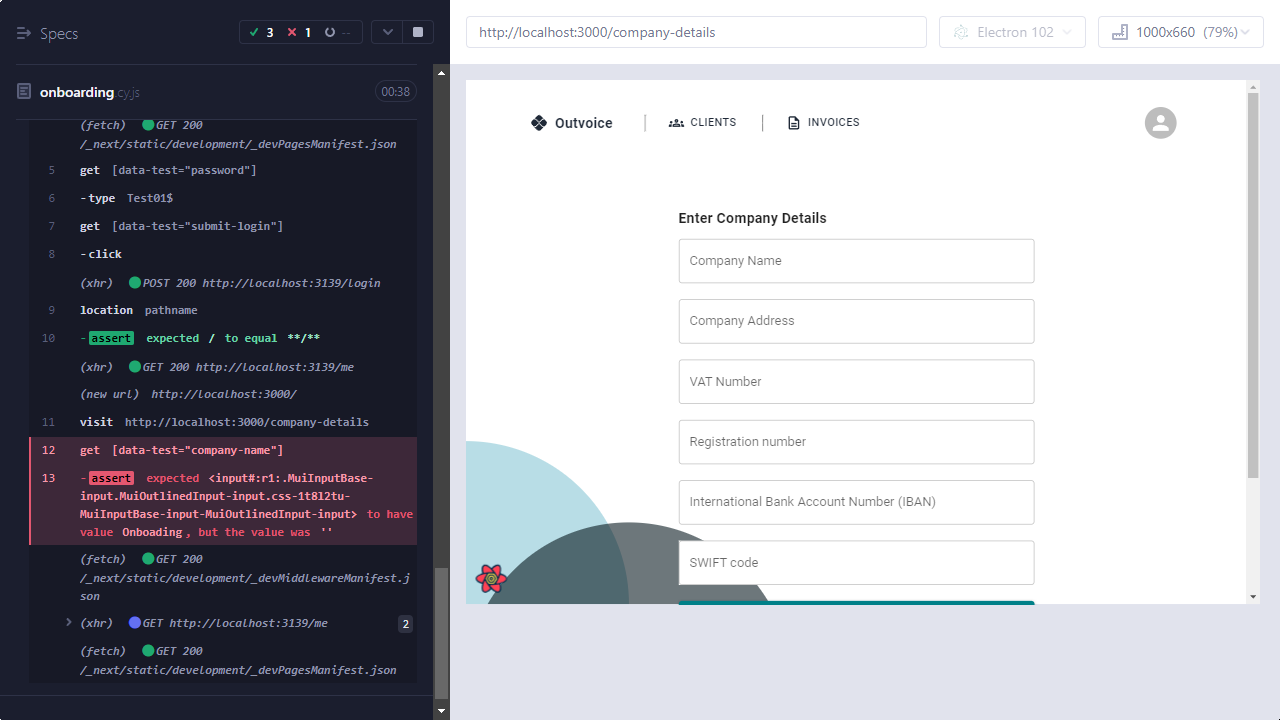 Specs
3
1
--
onboarding.cy.js
00:38
(fetch) GET 200
/_next/static/development/_devPagesManifest.json
5 get [data-test="password"]
6 -type Test01$
7 get [data-test="submit-login"]
8 -click
(xhr) POST 200 http://localhost:3139/login
9 location pathname
10 -assert expected / to equal **/**
(xhr) GET 200 http://localhost:3139/me
(new url) http://localhost:3000/
11 visit http://localhost:3000/company-details
12 get [data-test="company-name"]
13 -assert expected <input#:r1:.MuiInputBase-
input.MuiOutlinedInput-input.css-1t8l2tu-
MuiInputBase-input-MuiOutlinedInput-input> to have
value Onboading, but the value was ''
(fetch) GET 200
/_next/static/development/_devMiddlewareManifest.j
son
(xhr) GET http://localhost:3139/me 2
(fetch) GET 200
/_next/static/development/_devPagesManifest.json
http://localhost:3000/company-details
Electron 102
1000x660 (79%)
Outvoice
CLIENTS
INVOICES
Enter Company Details
Company Name
Company Address
VAT Number
Registration number
International Bank Account Number (IBAN)
SWIFT code